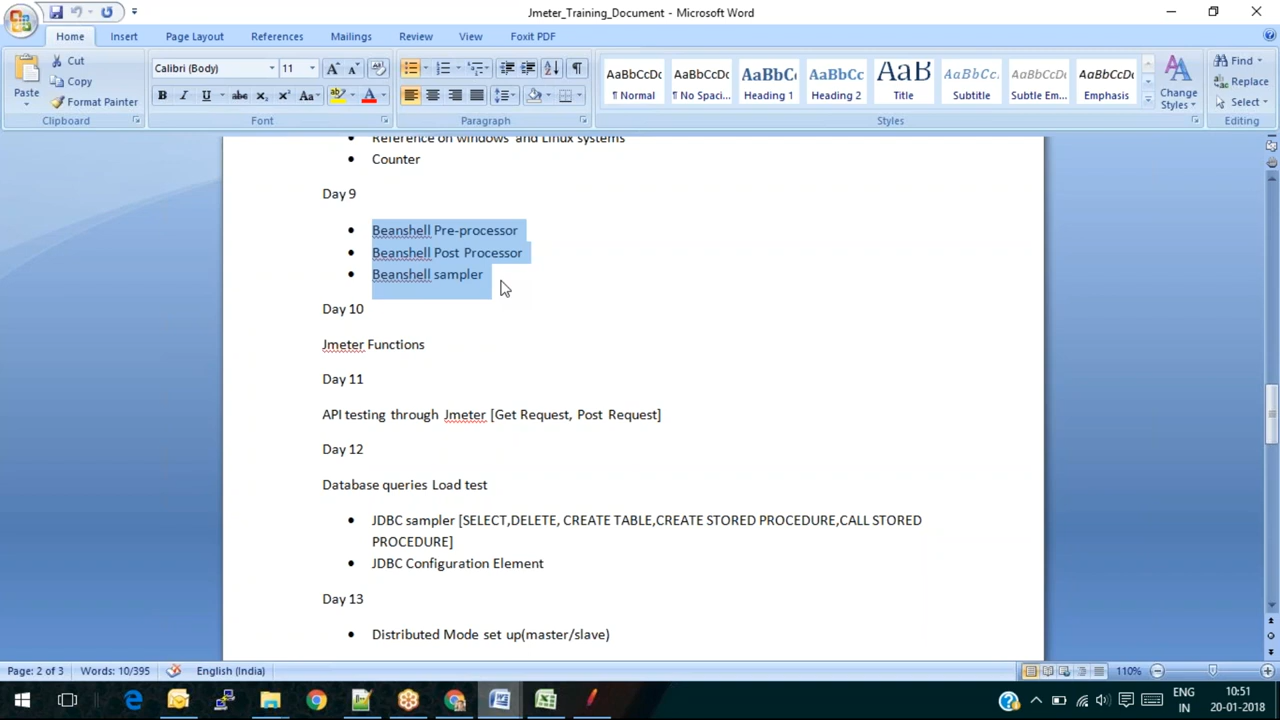 Jmeter_Training_Document - Microsoft Word
Home Insert Page Layout References Mailings Review View Foxit PDF
Paste Cut Copy Format Painter Clipboard
Calibri (Body) 11 Font
Paragraph
AaBbCcDc ¶ Normal AaBbCcDc ¶ No Spaci... AaBbC Heading 1 AaBbCc Heading 2 AaB Title AaBbCc Subtitle AaBbCcDc Subtle Em... AaBbCcDc Emphasis Change Styles Styles
Find Replace Select Editing
Reference on windows and Linux systems
• Counter
Day 9
• Beanshell Pre-processor
• Beanshell Post Processor
• Beanshell sampler
Day 10
Jmeter Functions
Day 11
API testing through Jmeter [Get Request, Post Request]
Day 12
Database queries Load test
• JDBC sampler [SELECT,DELETE, CREATE TABLE,CREATE STORED PROCEDURE,CALL STORED
PROCEDURE]
• JDBC Configuration Element
Day 13
• Distributed Mode set up(master/slave)
Page: 2 of 3 Words: 10/395 English (India) 110%
ENG 10:51
IN 20-01-2018